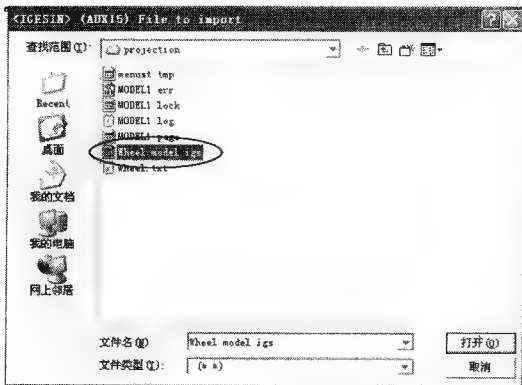 <IGESIN> (AUX15) File to import
查找范围(I):
projection
Recent
桌面
我的文档
我的电脑
网上邻居
menust tmp
MODEL1 err
MODEL1 lock
MODEL1 log
MODEL1 page
Wheel model igs
Wheel.txt
文件名(N)
Wheel model igs
打开(O)
文件类型(T):
(* *)
取消